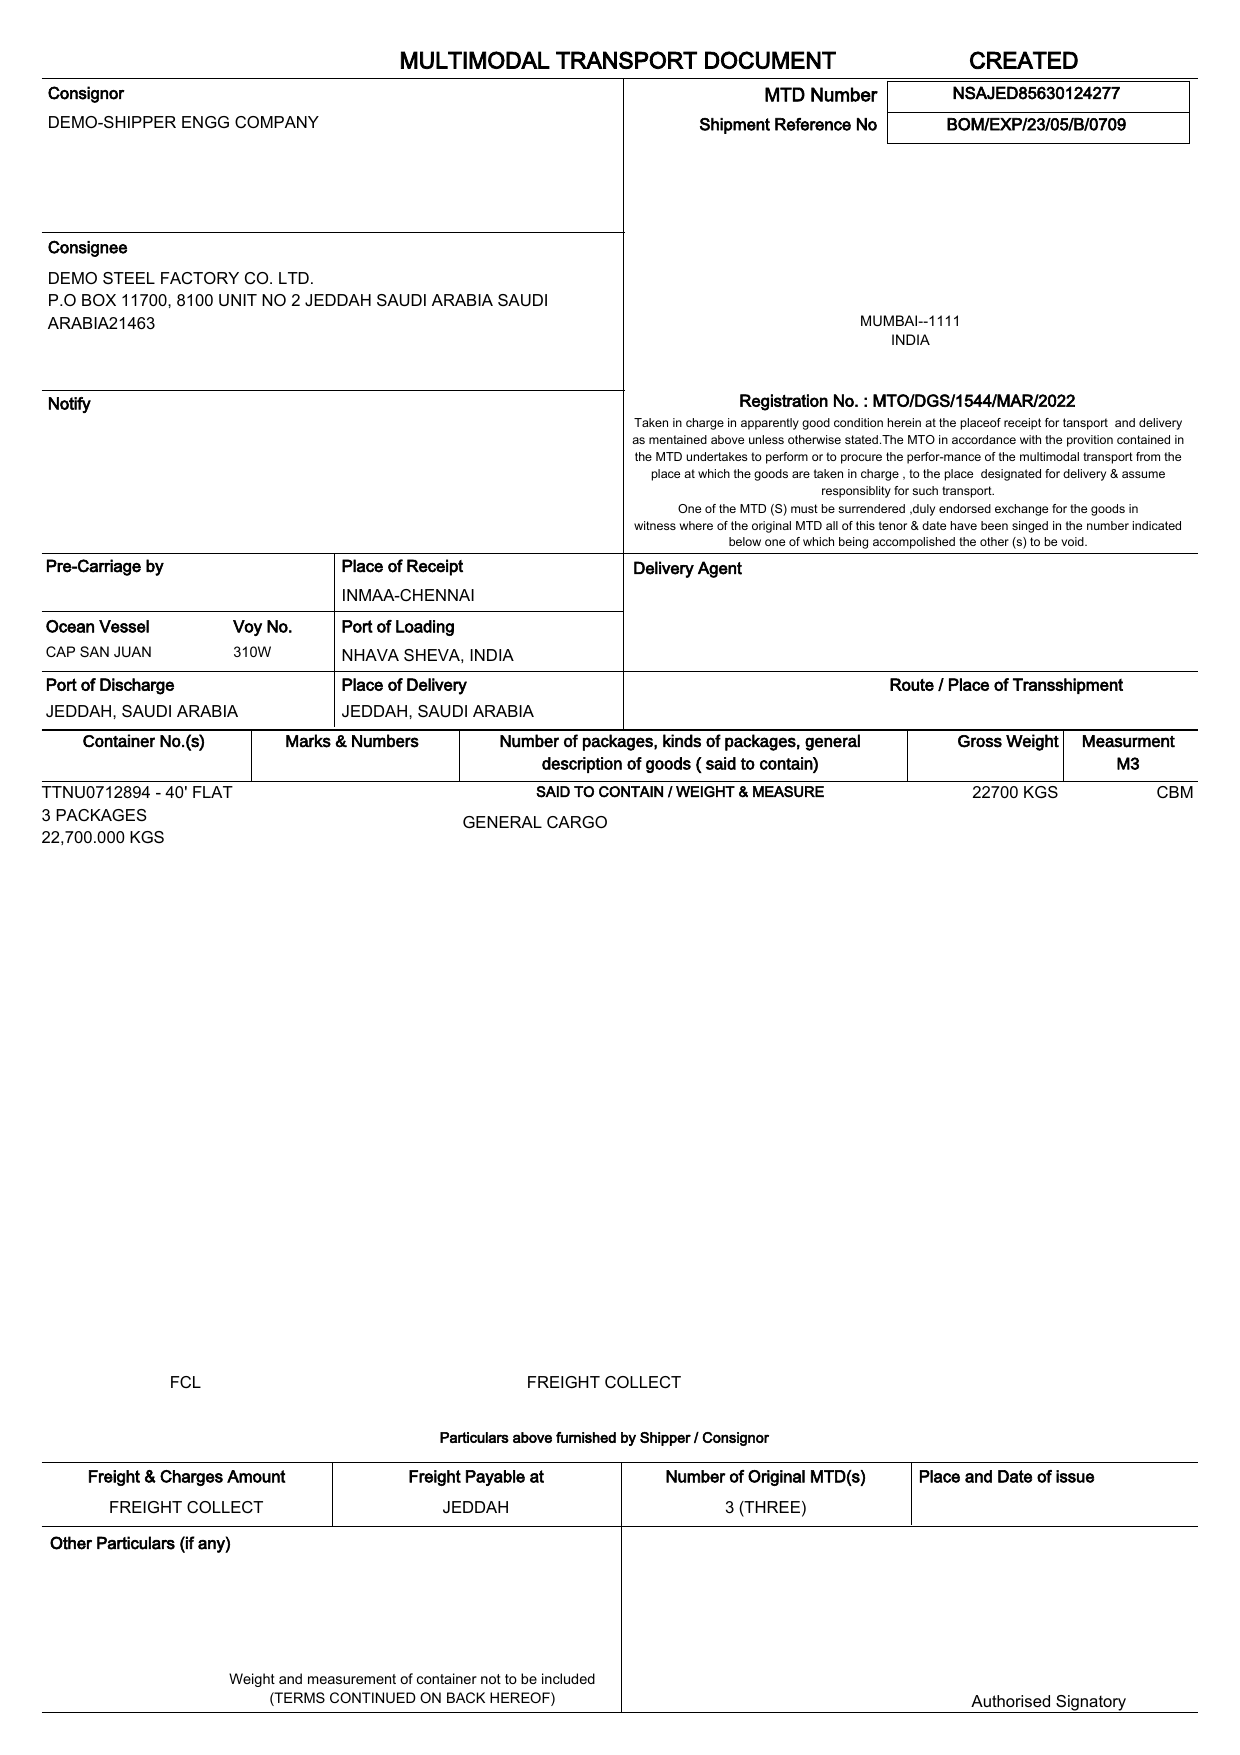 MULTIMODAL TRANSPORT DOCUMENT CREATED
Consignor
DEMO-SHIPPER ENGG COMPANY
MTD Number NSAJED85630124277
Shipment Reference No BOM/EXP/23/05/B/0709
Consignee
DEMO STEEL FACTORY CO. LTD.
P.O BOX 11700, 8100 UNIT NO 2 JEDDAH SAUDI ARABIA SAUDI
ARABIA21463
MUMBAI--1111
INDIA
Notify
Registration No. : MTO/DGS/1544/MAR/2022
Taken in charge in apparently good condition herein at the placeof receipt for tansport and delivery
as mentained above unless otherwise stated.The MTO in accordance with the provition contained in
the MTD undertakes to perform or to procure the perfor-mance of the multimodal transport from the
place at which the goods are taken in charge , to the place designated for delivery & assume
responsiblity for such transport.
One of the MTD (S) must be surrendered ,duly endorsed exchange for the goods in
witness where of the original MTD all of this tenor & date have been singed in the number indicated
below one of which being accompolished the other (s) to be void.
Pre-Carriage by Place of Receipt Delivery Agent
INMAA-CHENNAI
Ocean Vessel Voy No. Port of Loading
CAP SAN JUAN 310W NHAVA SHEVA, INDIA
Port of Discharge Place of Delivery Route / Place of Transshipment
JEDDAH, SAUDI ARABIA JEDDAH, SAUDI ARABIA
Container No.(s) Marks & Numbers Number of packages, kinds of packages, general Gross Weight Measurment
description of goods ( said to contain) M3
TTNU0712894 - 40' FLAT SAID TO CONTAIN / WEIGHT & MEASURE 22700 KGS CBM
3 PACKAGES
GENERAL CARGO
22,700.000 KGS
FCL FREIGHT COLLECT
Particulars above furnished by Shipper / Consignor
Freight & Charges Amount Freight Payable at Number of Original MTD(s) Place and Date of issue
FREIGHT COLLECT JEDDAH 3 (THREE)
Other Particulars (if any)
Weight and measurement of container not to be included
(TERMS CONTINUED ON BACK HEREOF)
Authorised Signatory